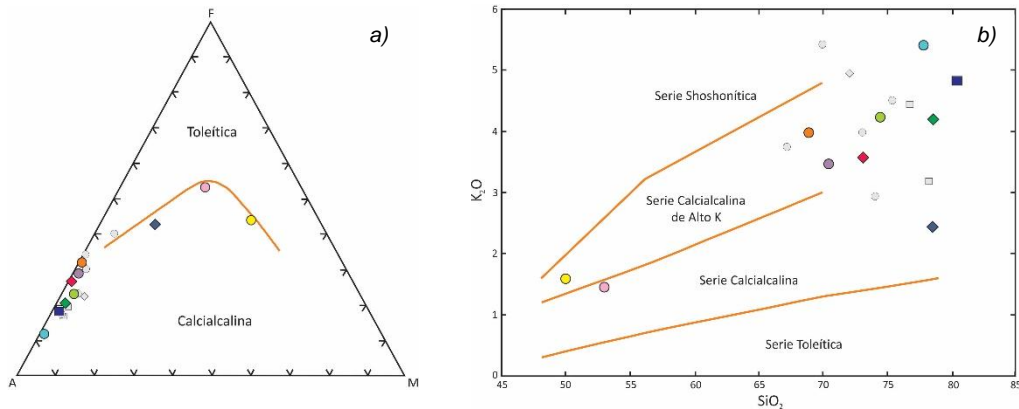 a)
F
Toleítica
Calcialcalina
A
M
b)
K₂O
6
5
4
3
2
1
0
Serie Shoshonítica
Serie Calcialcalina
de Alto K
Serie Calcialcalina
Serie Toleítica
45 50 55 60 65 70 75 80 85
SiO₂